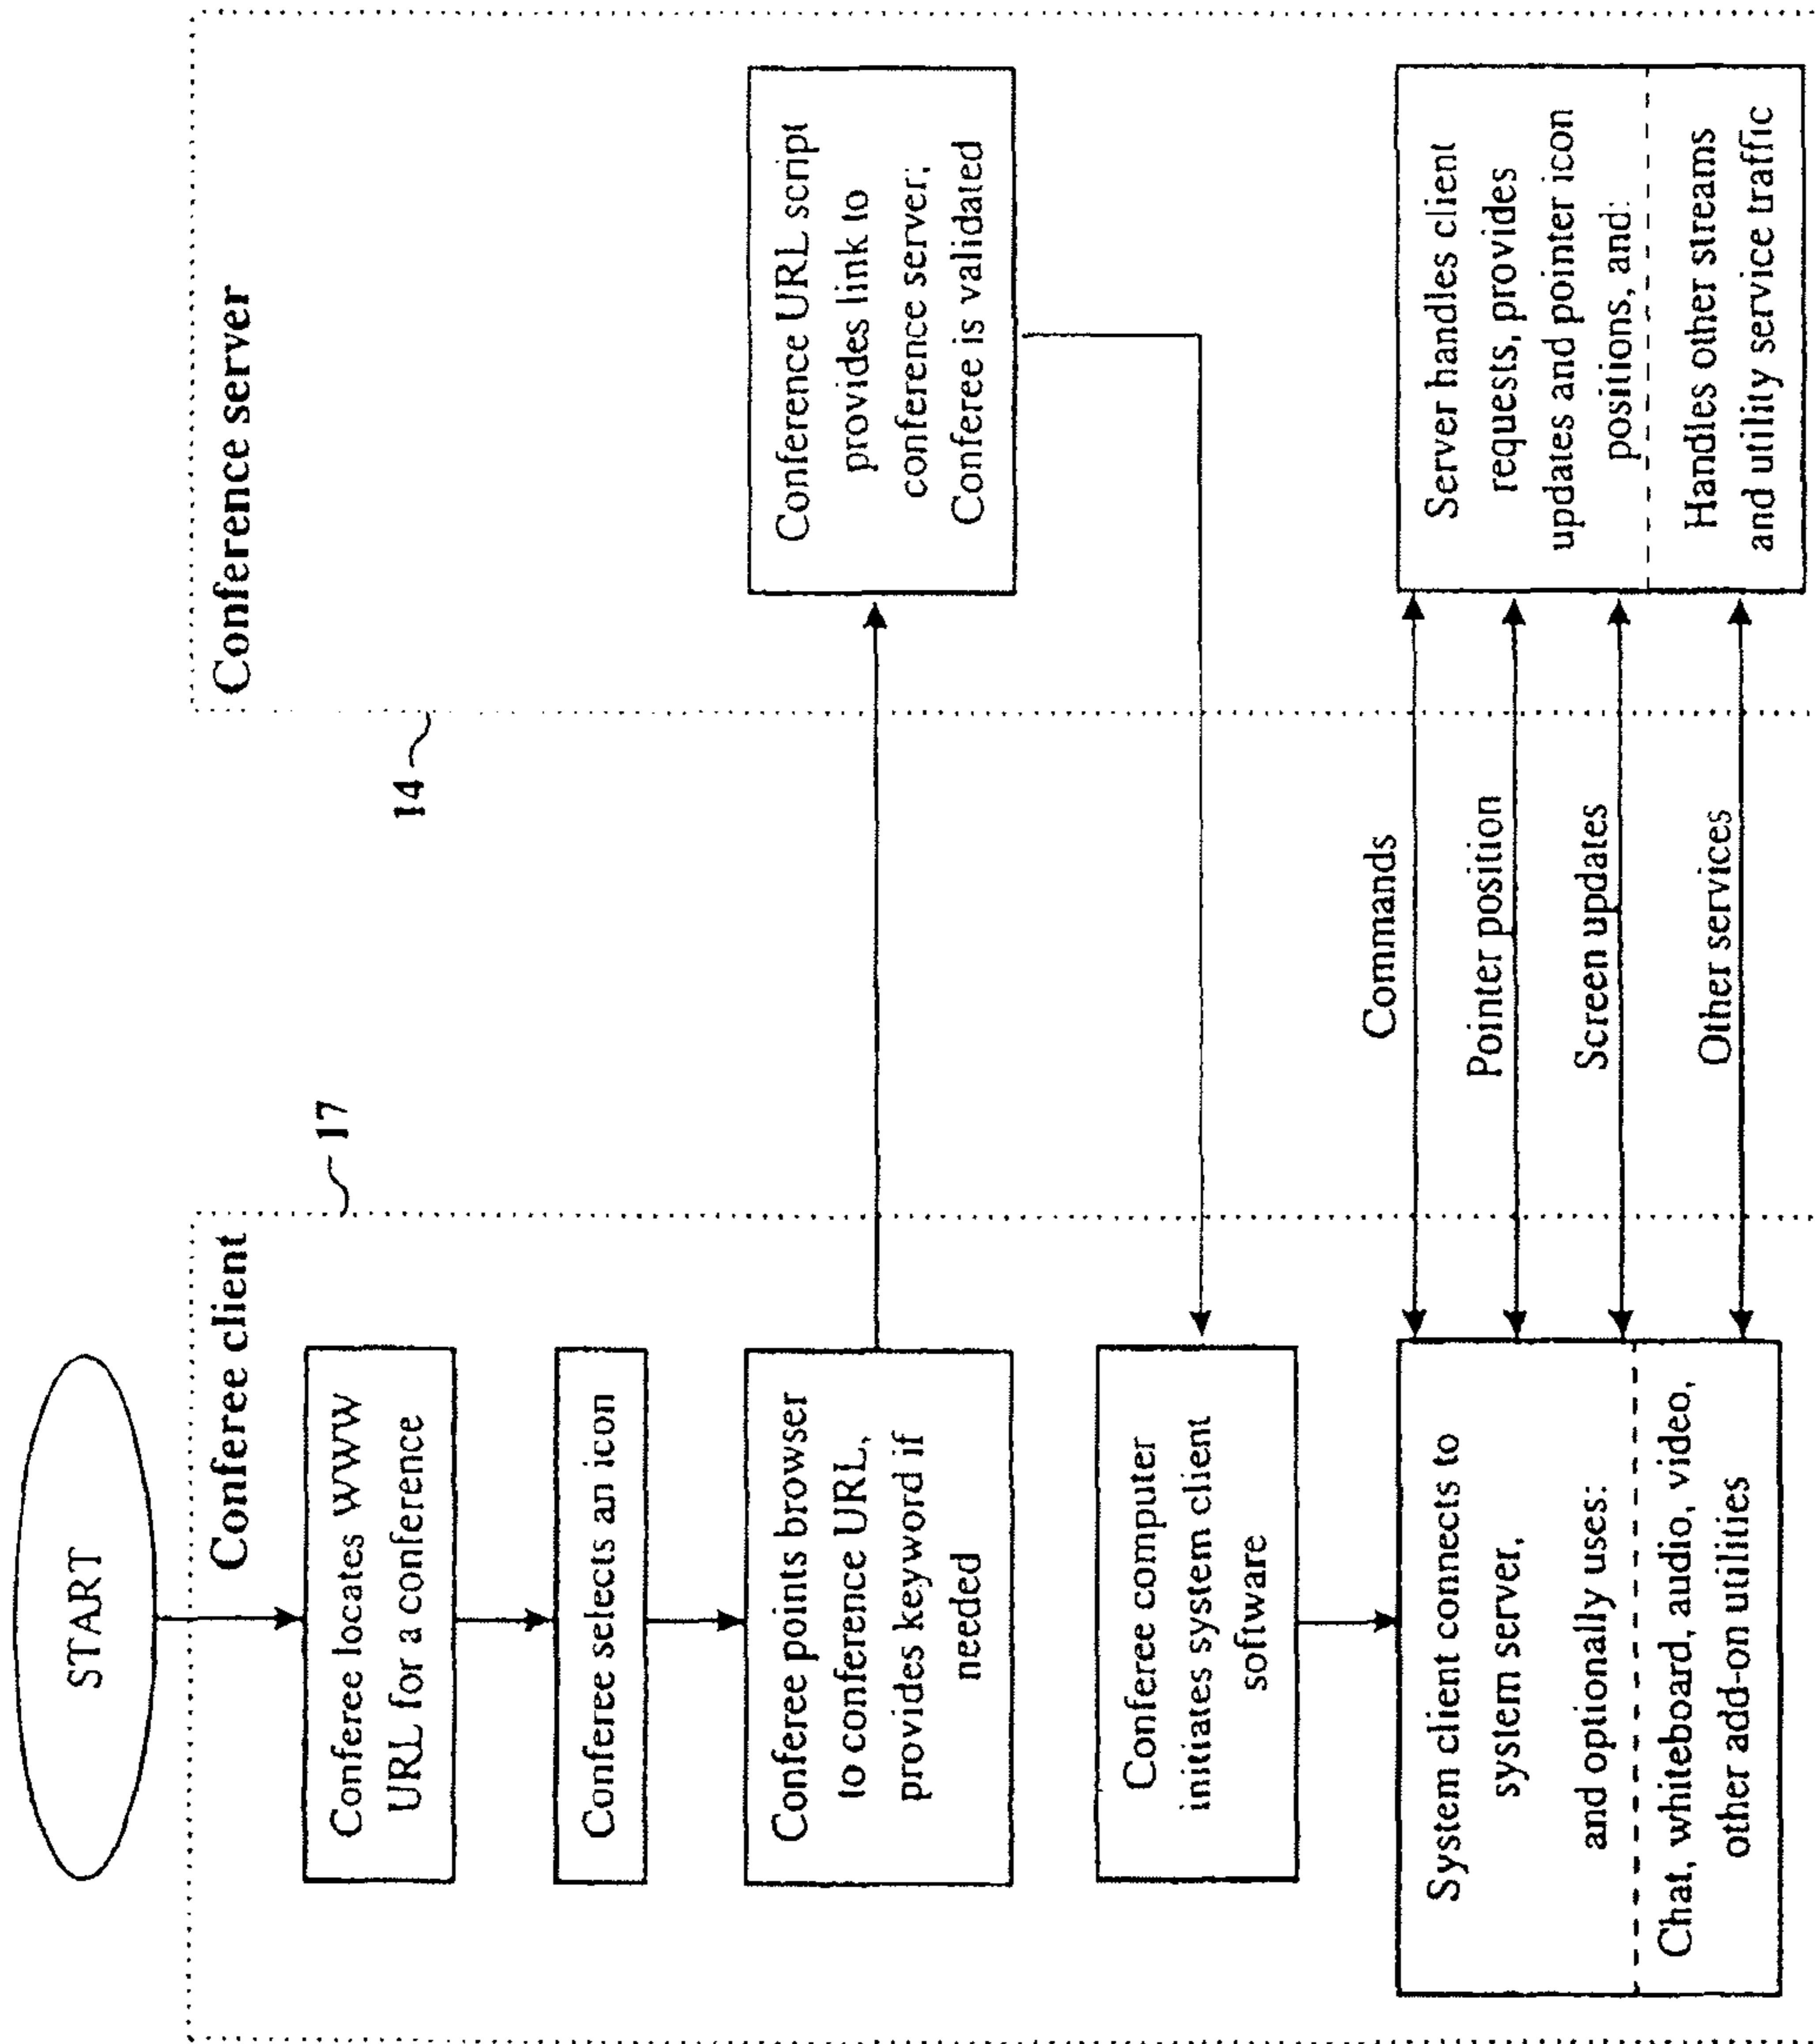 START
Conferee client
17
Conferee locates WWW
URL for a conference
Conferee selects an icon
Conferee points browser
to conference URL,
provides keyword if
needed
Conferee computer
initiates system client
software
System client connects to
system server,
and optionally uses:
Chat, whiteboard, audio, video,
other add-on utilities
Commands
Pointer position
Screen updates
Other services
14
Conference server
Conference URL script
provides link to
conference server;
Conferee is validated
Server handles client
requests, provides
updates and pointer icon
positions, and:
Handles other streams
and utility service traffic